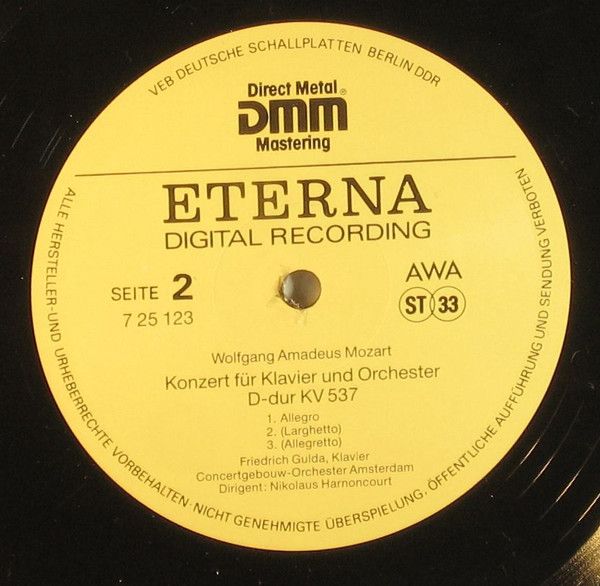 VEB DEUTSCHE SCHALLPLATTEN BERLIN DDR
Direct Metal®
DMM
Mastering
ETERNA
DIGITAL RECORDING
SEITE 2
7 25 123
AWA
ST 33
Wolfgang Amadeus Mozart
Konzert für Klavier und Orchester
D-dur KV 537
1. Allegro
2. (Larghetto)
3. (Allegretto)
Friedrich Gulda, Klavier
Concertgebouw-Orchester Amsterdam
Dirigent: Nikolaus Harnoncourt
ALLE HERSTELLER- UND URHEBERRECHTE VORBEHALTEN · NICHT GENEHMIGTE ÜBERSPIELUNG, ÖFFENTLICHE AUFFÜHRUNG UND SENDUNG VERBOTEN